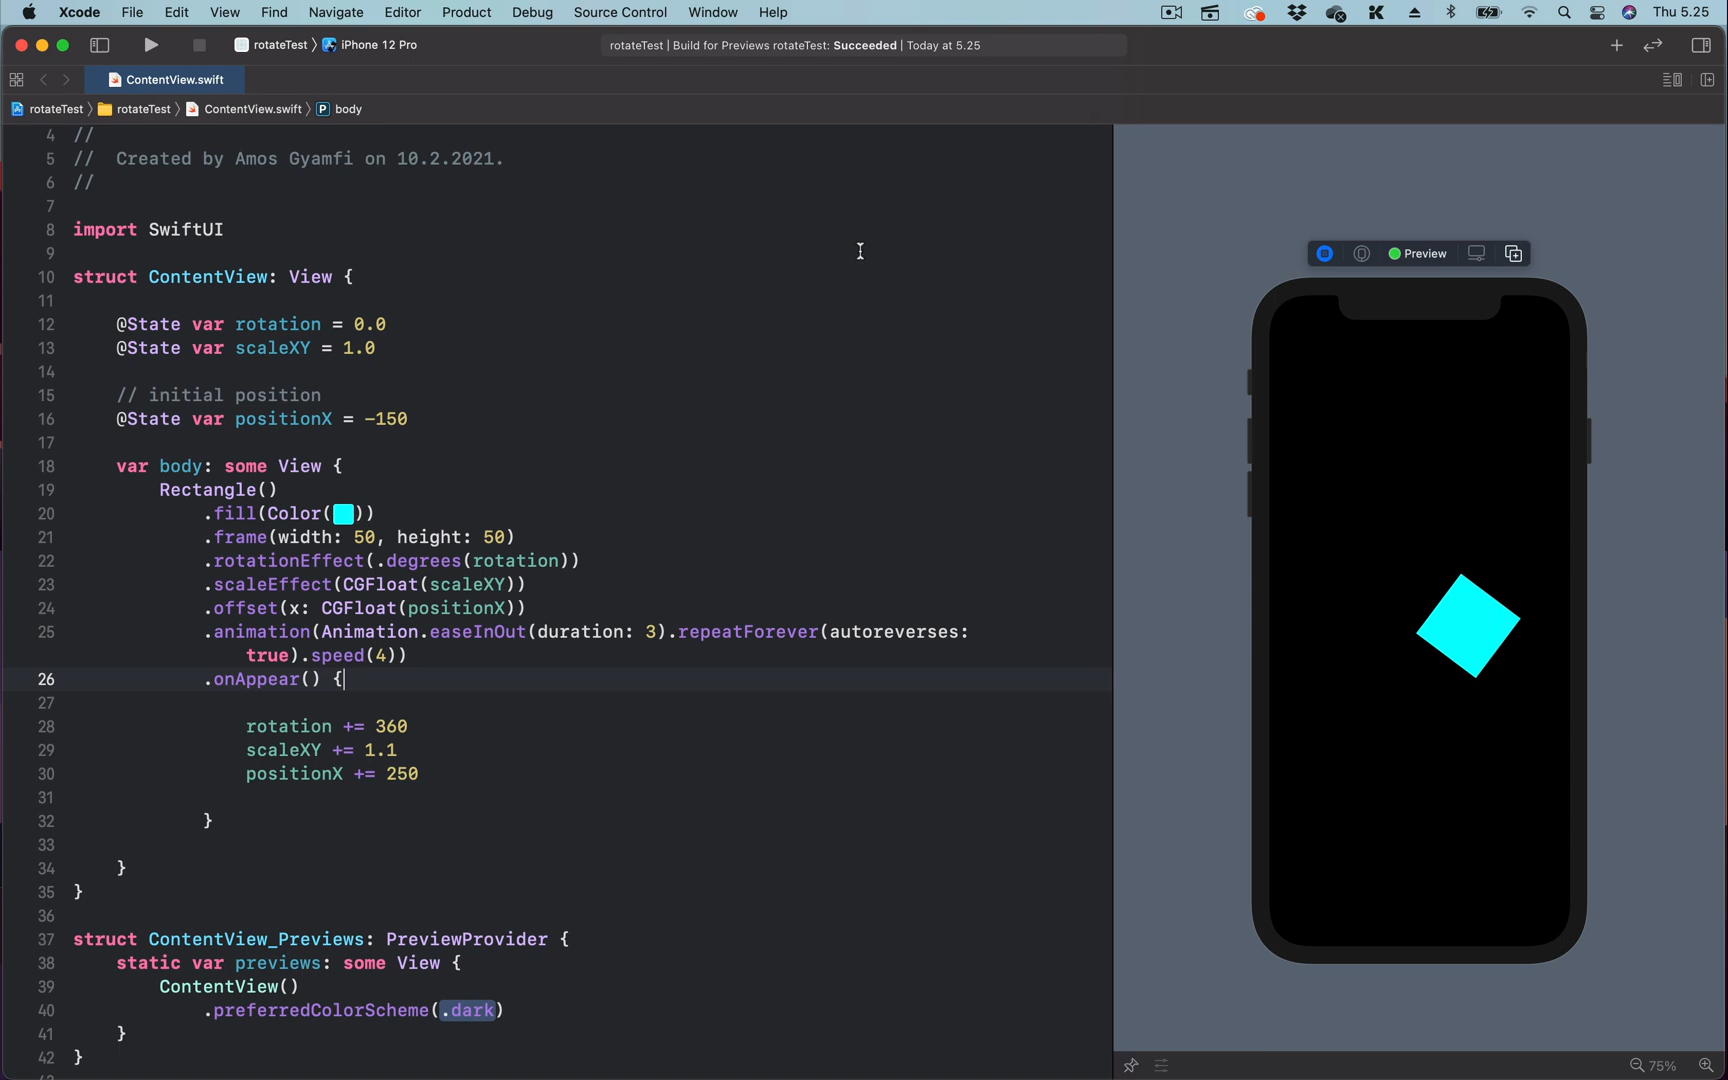 Xcode File Edit View Find Navigate Editor Product Debug Source Control Window Help Thu 5.25
rotateTest iPhone 12 Pro rotateTest | Build for Previews rotateTest: Succeeded | Today at 5.25
ContentView.swift
rotateTest rotateTest ContentView.swift P body
4 //
5 //  Created by Amos Gyamfi on 10.2.2021.
6 //
7
8 import SwiftUI
9
10 struct ContentView: View {
11
12 @State var rotation = 0.0
13 @State var scaleXY = 1.0
14
15 // initial position
16 @State var positionX = -150
17
18 var body: some View {
19 Rectangle()
20 .fill(Color( ))
21 .frame(width: 50, height: 50)
22 .rotationEffect(.degrees(rotation))
23 .scaleEffect(CGFloat(scaleXY))
24 .offset(x: CGFloat(positionX))
25 .animation(Animation.easeInOut(duration: 3).repeatForever(autoreverses:
true).speed(4))
26 .onAppear() {
27
28 rotation += 360
29 scaleXY += 1.1
30 positionX += 250
31
32 }
33
34 }
35 }
36
37 struct ContentView_Previews: PreviewProvider {
38 static var previews: some View {
39 ContentView()
40 .preferredColorScheme(.dark)
41 }
42 }
Preview
75%